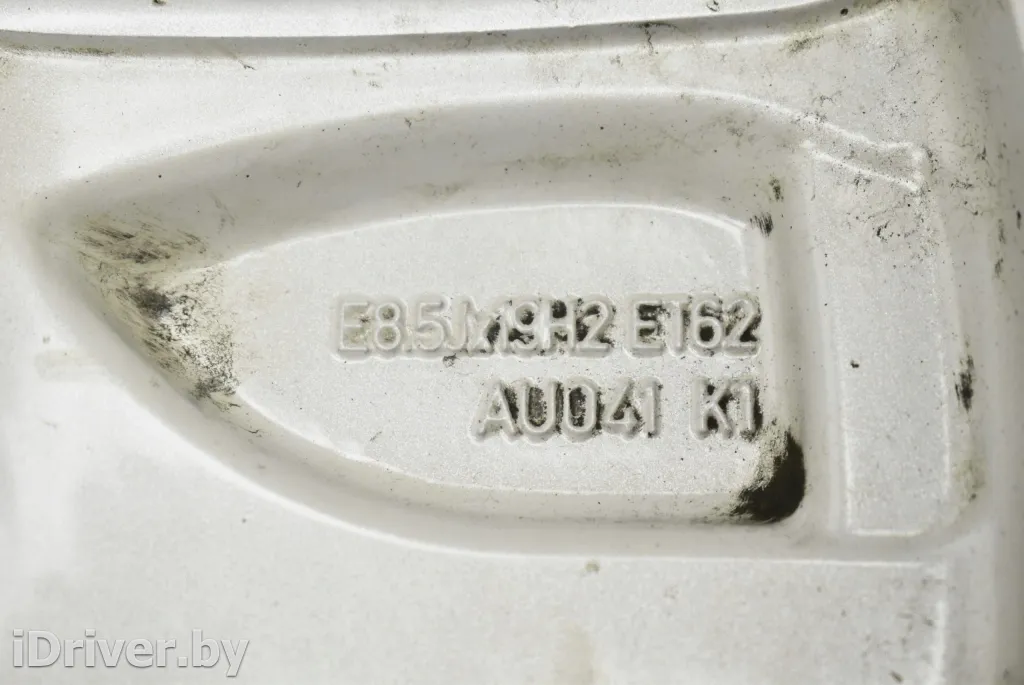 E8.5Jx19H2 ET62
AU041 K1
iDriver.by